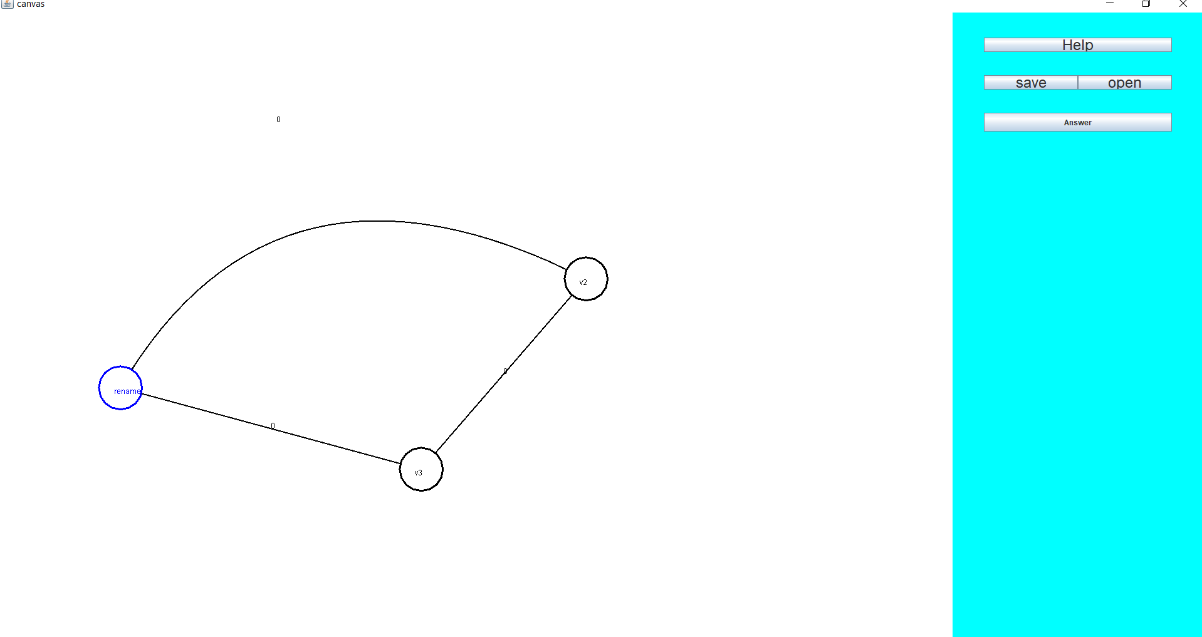 canvas
Help
save open
Answer
0
v2
0
rename
0
v3